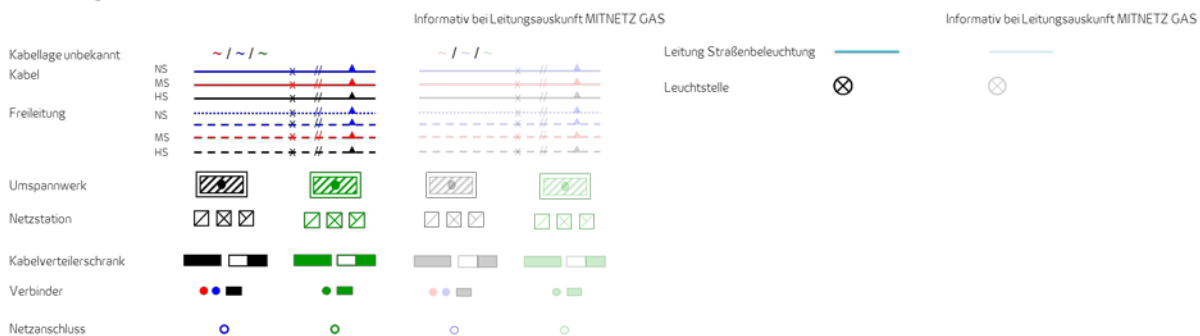 Informativ bei Leitungsauskunft MITNETZ GAS
Informativ bei Leitungsauskunft MITNETZ GAS
Kabellage unbekannt ~ / ~ / ~ ~ / ~ / ~
Leitung Straßenbeleuchtung
Kabel
NS
MS
HS
Leuchtstelle
Freileitung
NS
MS
HS
Umspannwerk
Netzstation
Kabelverteilerschrank
Verbinder
Netzanschluss